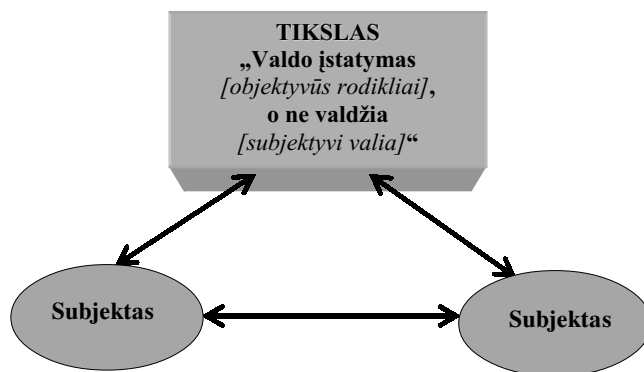 TIKSLAS
„Valdo įstatymas
[objektyvūs rodikliai],
o ne valdžia
[subjektyvi valia]“
Subjektas
Subjektas